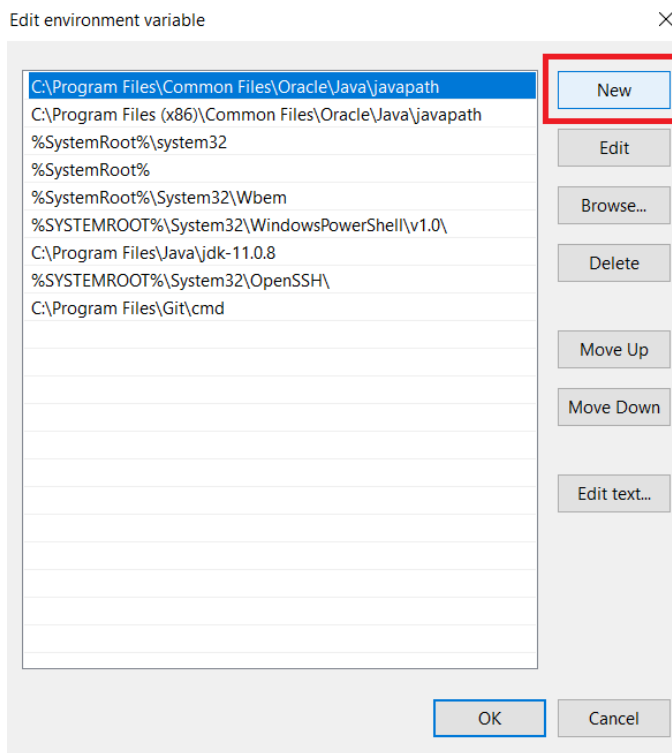 Edit environment variable
C:\Program Files\Common Files\Oracle\Java\javapath
C:\Program Files (x86)\Common Files\Oracle\Java\javapath
%SystemRoot%\system32
%SystemRoot%
%SystemRoot%\System32\Wbem
%SYSTEMROOT%\System32\WindowsPowerShell\v1.0\
C:\Program Files\Java\jdk-11.0.8
%SYSTEMROOT%\System32\OpenSSH\
C:\Program Files\Git\cmd
New
Edit
Browse...
Delete
Move Up
Move Down
Edit text...
OK
Cancel